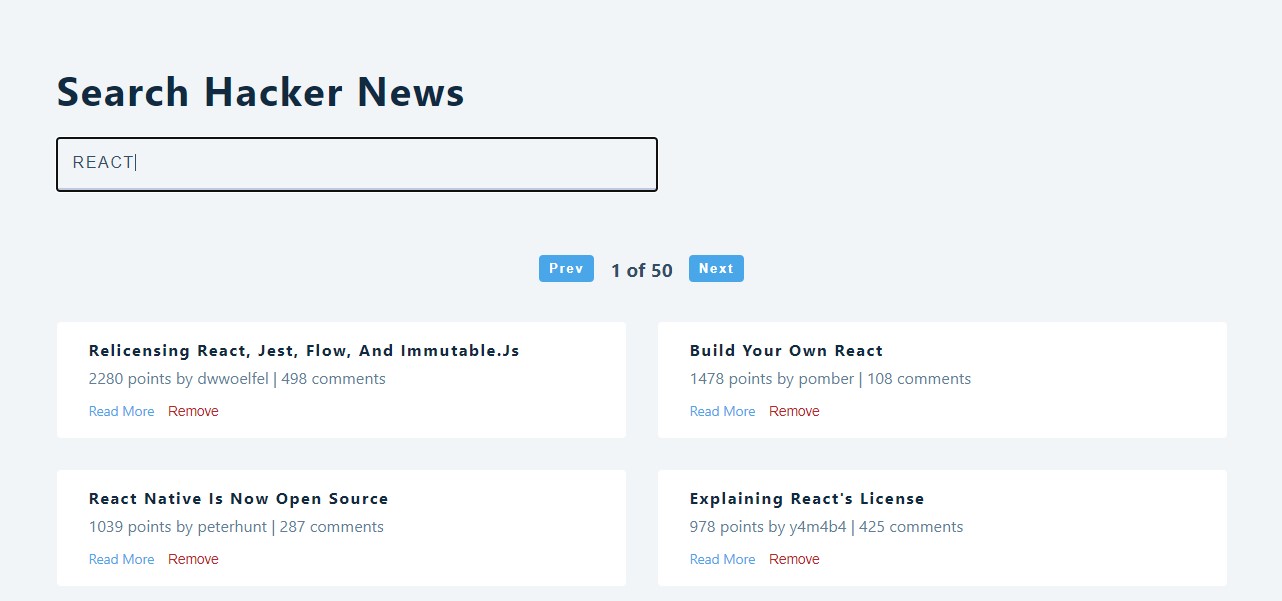 Search Hacker News
REACT
Prev 1 of 50 Next
Relicensing React, Jest, Flow, And Immutable.Js
2280 points by dwwoelfel | 498 comments
Read More Remove
Build Your Own React
1478 points by pomber | 108 comments
Read More Remove
React Native Is Now Open Source
1039 points by peterhunt | 287 comments
Read More Remove
Explaining React's License
978 points by y4m4b4 | 425 comments
Read More Remove